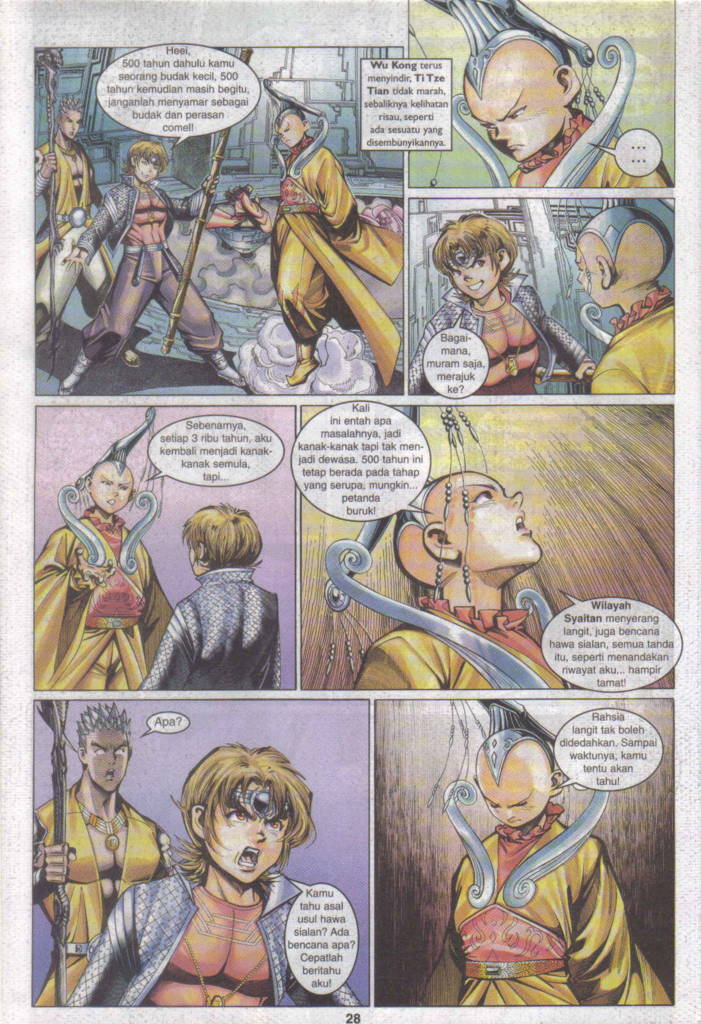 Heei,
500 tahun dahulu kamu
seorang budak kecil, 500
tahun kemudian masih begitu,
janganlah menyamar sebagai
budak dan perasan
comel!
Wu Kong terus
menyindir, Ti Tze
Tian tidak marah,
sebaliknya kelihatan
risau, seperti
ada sesuatu yang
disembunyikannya.
...
...
Bagai-
mana,
muram saja,
merajuk
ke?
Sebenarnya,
setiap 3 ribu tahun, aku
kembali menjadi kanak-
kanak semula,
tapi...
Kali
ini entah apa
masalahnya, jadi
kanak-kanak tapi tak men-
jadi dewasa. 500 tahun ini
tetap berada pada tahap
yang serupa, mungkin...
petanda
buruk!
Wilayah
Syaitan menyerang
langit, juga bencana
hawa sialan, semua tanda
itu, seperti menandakan
riwayat aku... hampir
tamat!
Apa?
Kamu
tahu asal
usul hawa
sialan? Ada
bencana apa?
Cepatlah
beritahu
aku!
Rahsia
langit tak boleh
didedahkan. Sampai
waktunya, kamu
tentu akan
tahu!
28